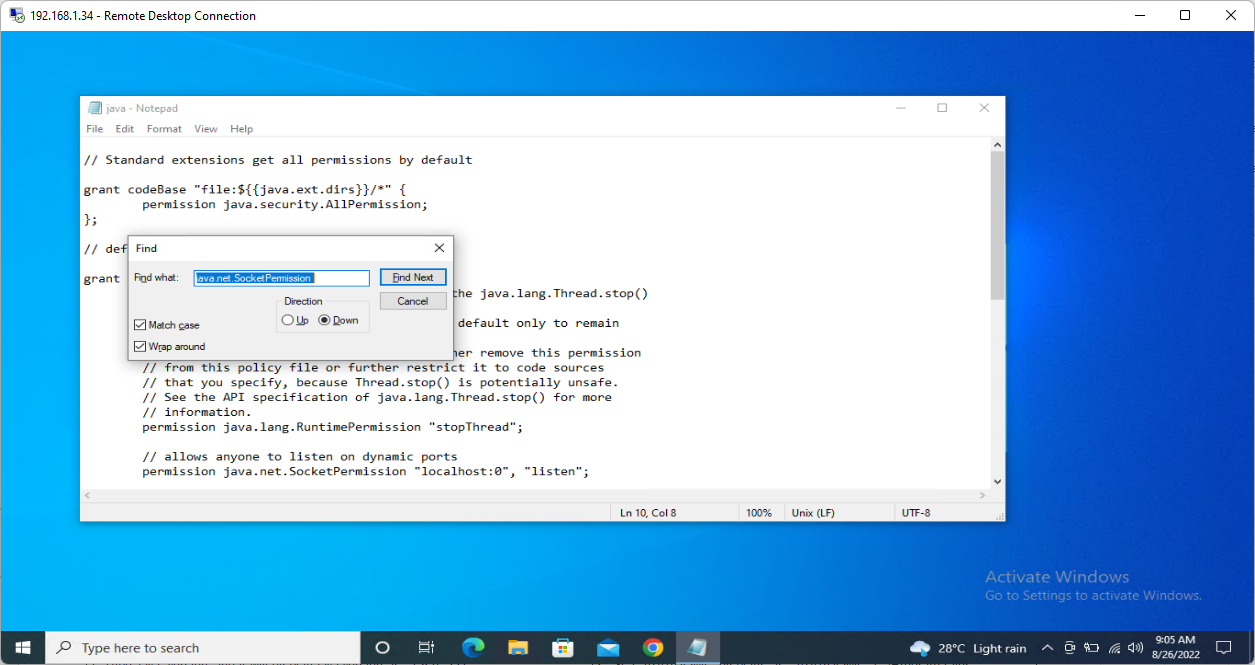 192.168.1.34 - Remote Desktop Connection
java - Notepad
File Edit Format View Help
// Standard extensions get all permissions by default
grant codeBase "file:${{java.ext.dirs}}/*" {
permission java.security.AllPermission;
};
// def
grant
Find
Find what: java.net.SocketPermission Find Next
Direction Cancel
Up Down
Match case
Wrap around
the java.lang.Thread.stop()
default only to remain
her remove this permission
// from this policy file or further restrict it to code sources
// that you specify, because Thread.stop() is potentially unsafe.
// See the API specification of java.lang.Thread.stop() for more
// information.
permission java.lang.RuntimePermission "stopThread";
// allows anyone to listen on dynamic ports
permission java.net.SocketPermission "localhost:0", "listen";
Ln 10, Col 8 100% Unix (LF) UTF-8
Activate Windows
Go to Settings to activate Windows.
Type here to search
28°C Light rain
9:05 AM
8/26/2022